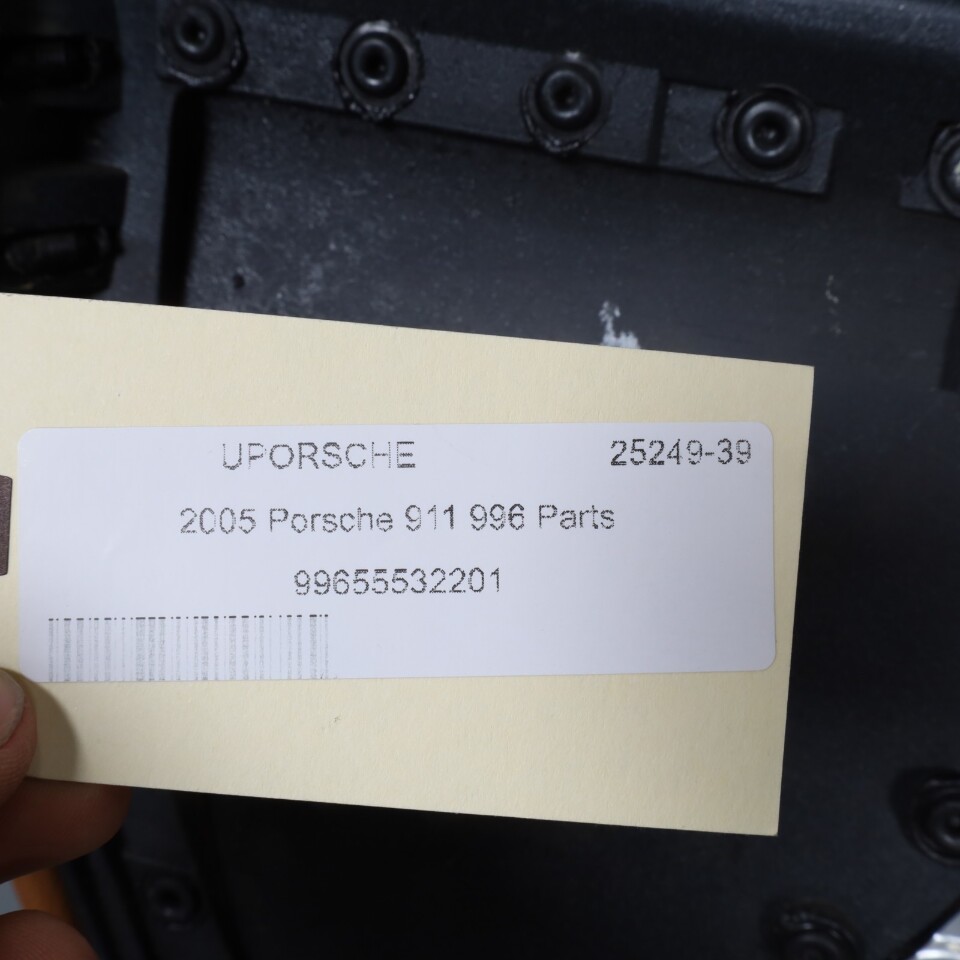 UPORSCHE 25249-39
2005 Porsche 911 996 Parts
99655532201